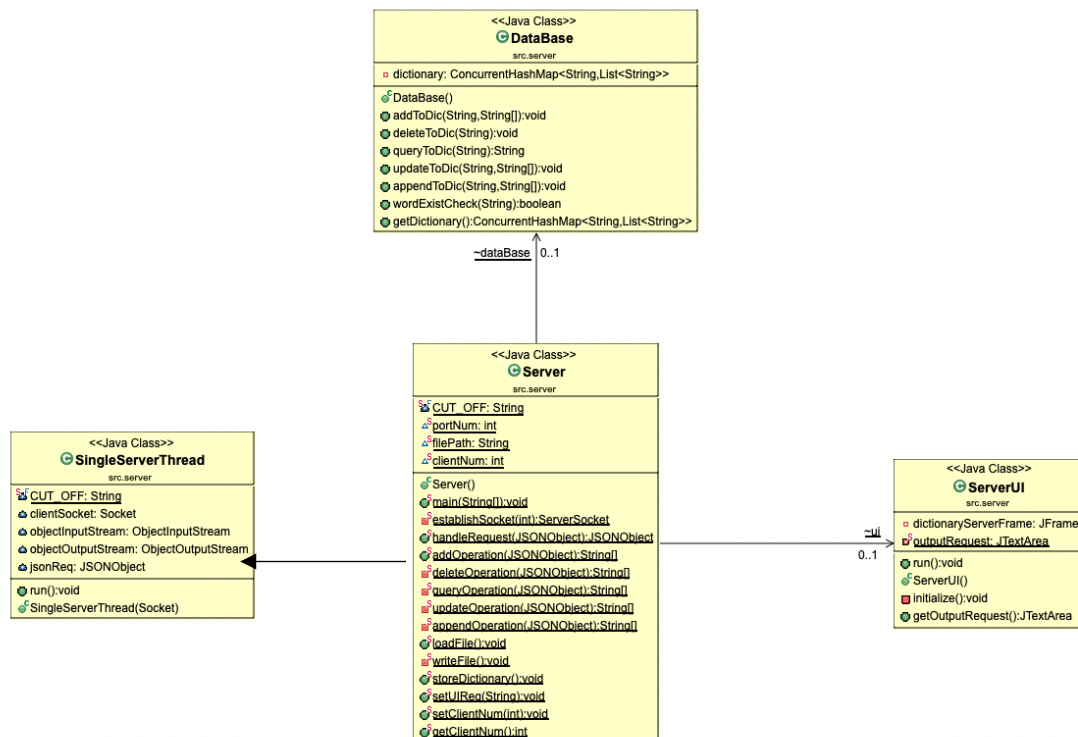 <<Java Class>>
DataBase
src.server
dictionary: ConcurrentHashMap<String,List<String>>
DataBase()
addToDic(String,String[]):void
deleteToDic(String):void
queryToDic(String):String
updateToDic(String,String[]):void
appendToDic(String,String[]):void
wordExistCheck(String):boolean
getDictionary():ConcurrentHashMap<String,List<String>>
~dataBase 0..1
<<Java Class>>
Server
src.server
CUT_OFF: String
portNum: int
filePath: String
clientNum: int
Server()
main(String[]):void
establishSocket(int):ServerSocket
handleRequest(JSONObject):JSONObject
addOperation(JSONObject):String[]
deleteOperation(JSONObject):String[]
queryOperation(JSONObject):String[]
updateOperation(JSONObject):String[]
appendOperation(JSONObject):String[]
loadFile():void
writeFile():void
storeDictionary():void
setUIReq(String):void
setClientNum(int):void
getClientNum():int
<<Java Class>>
SingleServerThread
src.server
CUT_OFF: String
clientSocket: Socket
objectInputStream: ObjectInputStream
objectOutputStream: ObjectOutputStream
jsonReq: JSONObject
run():void
SingleServerThread(Socket)
~ui
0..1
<<Java Class>>
ServerUI
src.server
dictionaryServerFrame: JFrame
outputRequest: JTextArea
run():void
ServerUI()
initialize():void
getOutputRequest():JTextArea